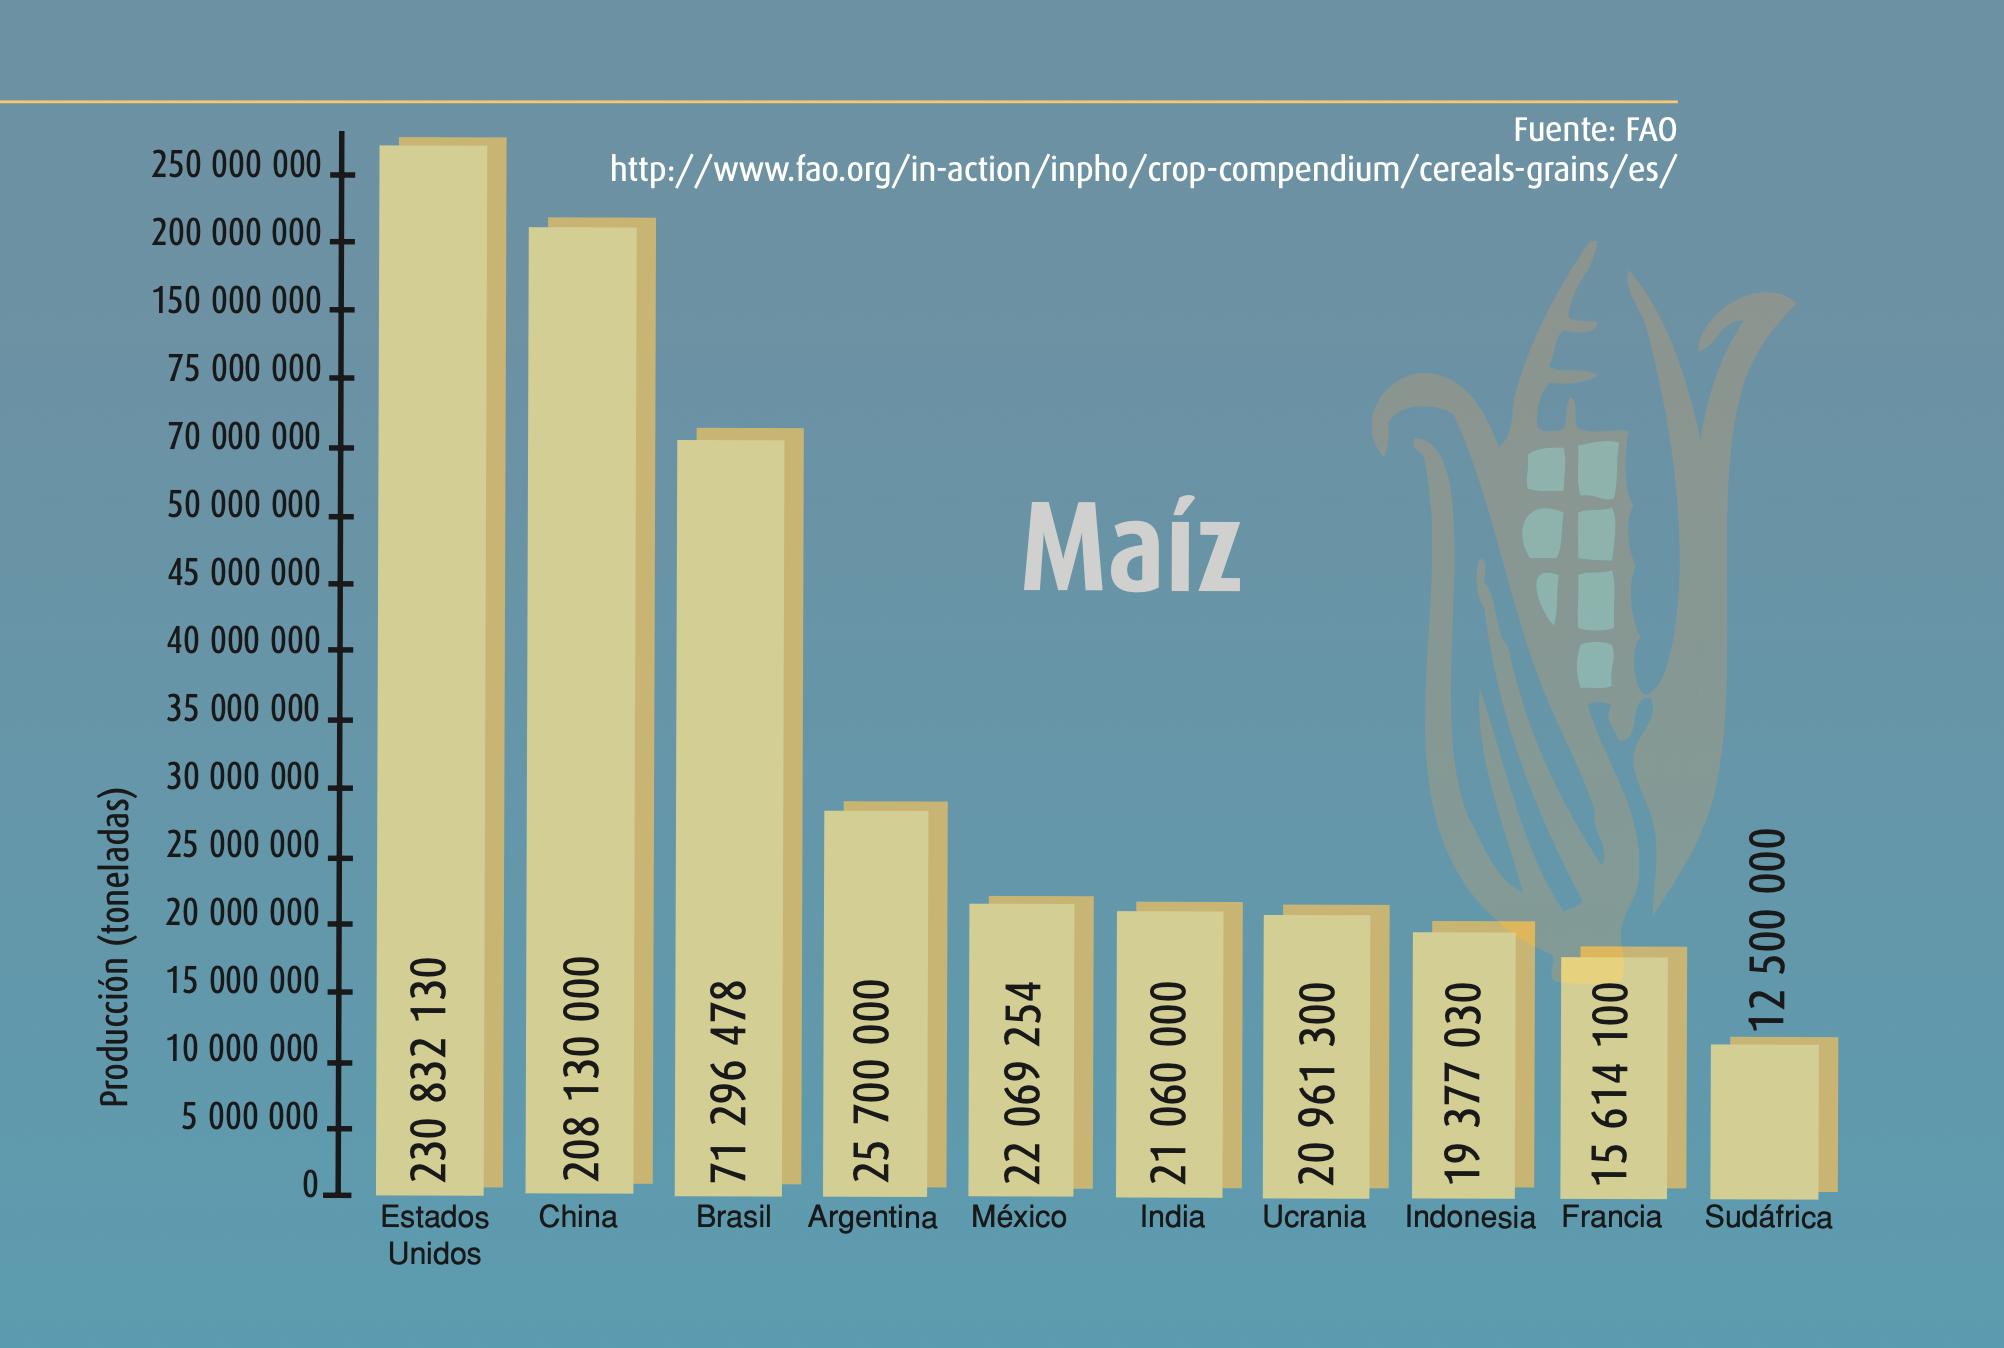 Fuente: FAO
http://www.fao.org/in-action/inpho/crop-compendium/cereals-grains/es/
Maíz
Producción (toneladas)
250 000 000
200 000 000
150 000 000
75 000 000
70 000 000
50 000 000
45 000 000
40 000 000
35 000 000
30 000 000
25 000 000
20 000 000
15 000 000
10 000 000
5 000 000
0
230 832 130
208 130 000
71 296 478
25 700 000
22 069 254
21 060 000
20 961 300
19 377 030
15 614 100
12 500 000
Estados
Unidos
China
Brasil
Argentina
México
India
Ucrania
Indonesia
Francia
Sudáfrica